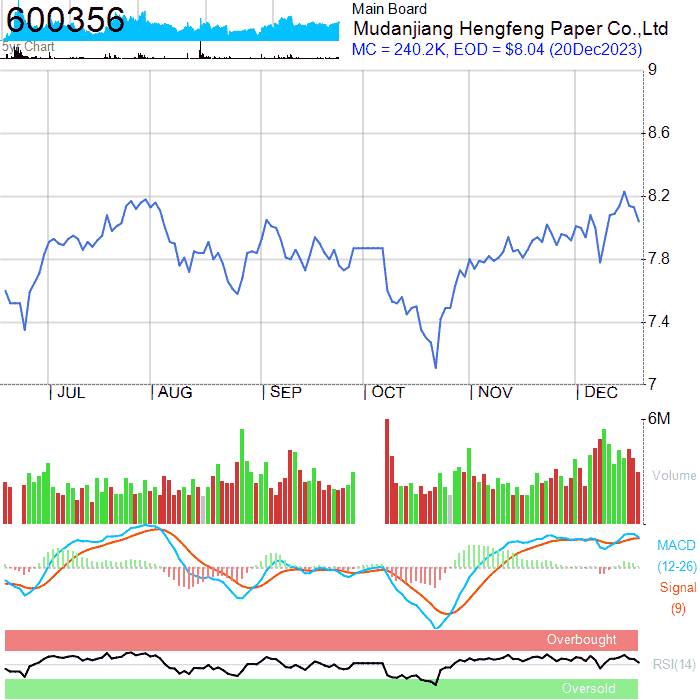 600356
5yr Chart
Main Board
Mudanjiang Hengfeng Paper Co.,Ltd
MC = 240.2K, EOD = $8.04 (20Dec2023)
9
8.6
8.2
7.8
7.4
7
JUL AUG SEP OCT NOV DEC
6M
Volume
MACD
(12-26)
Signal
(9)
Overbought
RSI(14)
Oversold